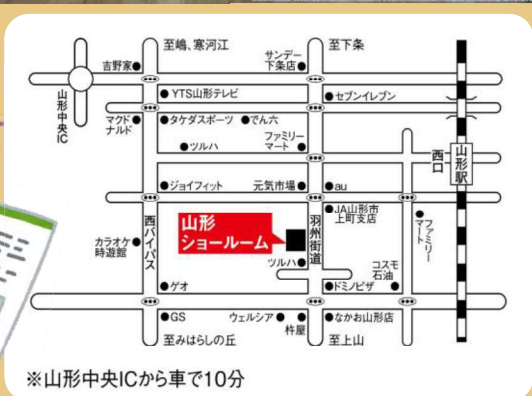 至嶋、寒河江
至下条
吉野家
サンデー
下条店
山形中央IC
YTS山形テレビ
セブンイレブン
マクド
ナルド
タケダスポーツ
でん六
ツルハ
ファミリー
マート
西口
山形駅
ジョイフィット
元気市場
au
JA山形市
上町支店
カラオケ
時遊館
西バイパス
山形
ショールーム
羽州街道
ファミリー
マート
ツルハ
コスモ
石油
ゲオ
ドミノピザ
GS
ウェルシア
杵屋
なかお山形店
至みはらしの丘
至上山
※山形中央ICから車で10分